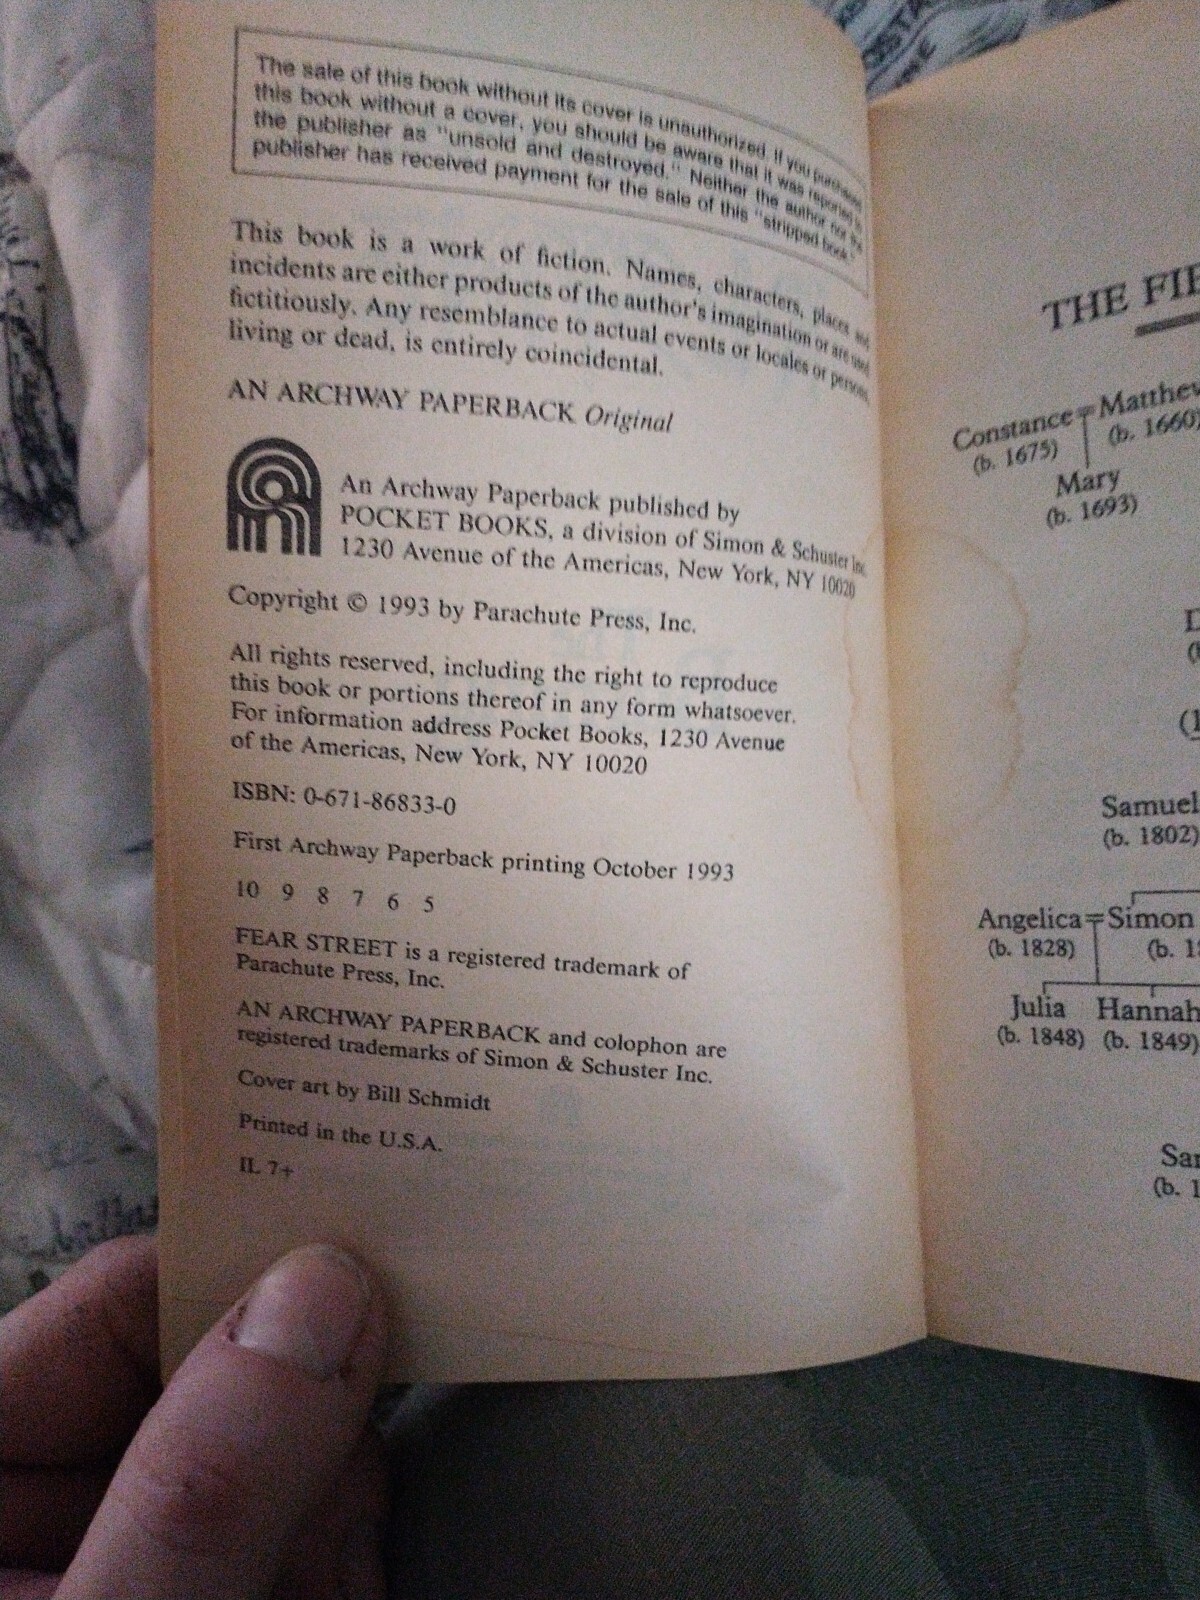 The sale of this book without its cover is unauthorized. If you purchased
this book without a cover, you should be aware that it was reported to
the publisher as "unsold and destroyed." Neither the author nor the
publisher has received payment for the sale of this "stripped book."
This book is a work of fiction. Names, characters, places and
incidents are either products of the author's imagination or are used
fictitiously. Any resemblance to actual events or locales or persons,
living or dead, is entirely coincidental.
AN ARCHWAY PAPERBACK Original
An Archway Paperback published by
POCKET BOOKS, a division of Simon & Schuster Inc.
1230 Avenue of the Americas, New York, NY 10020
Copyright © 1993 by Parachute Press, Inc.
All rights reserved, including the right to reproduce
this book or portions thereof in any form whatsoever.
For information address Pocket Books, 1230 Avenue
of the Americas, New York, NY 10020
ISBN: 0-671-86833-0
First Archway Paperback printing October 1993
10 9 8 7 6 5
FEAR STREET is a registered trademark of
Parachute Press, Inc.
AN ARCHWAY PAPERBACK and colophon are
registered trademarks of Simon & Schuster Inc.
Cover art by Bill Schmidt
Printed in the U.S.A.
IL 7+
THE FIE
Constance Matthew
(b. 1675) (b. 1660)
Mary
(b. 1693)
Samuel
(b. 1802)
Angelica Simon
(b. 1828) (b. 18
Julia Hannah
(b. 1848) (b. 1849)
Sar
(b. 1